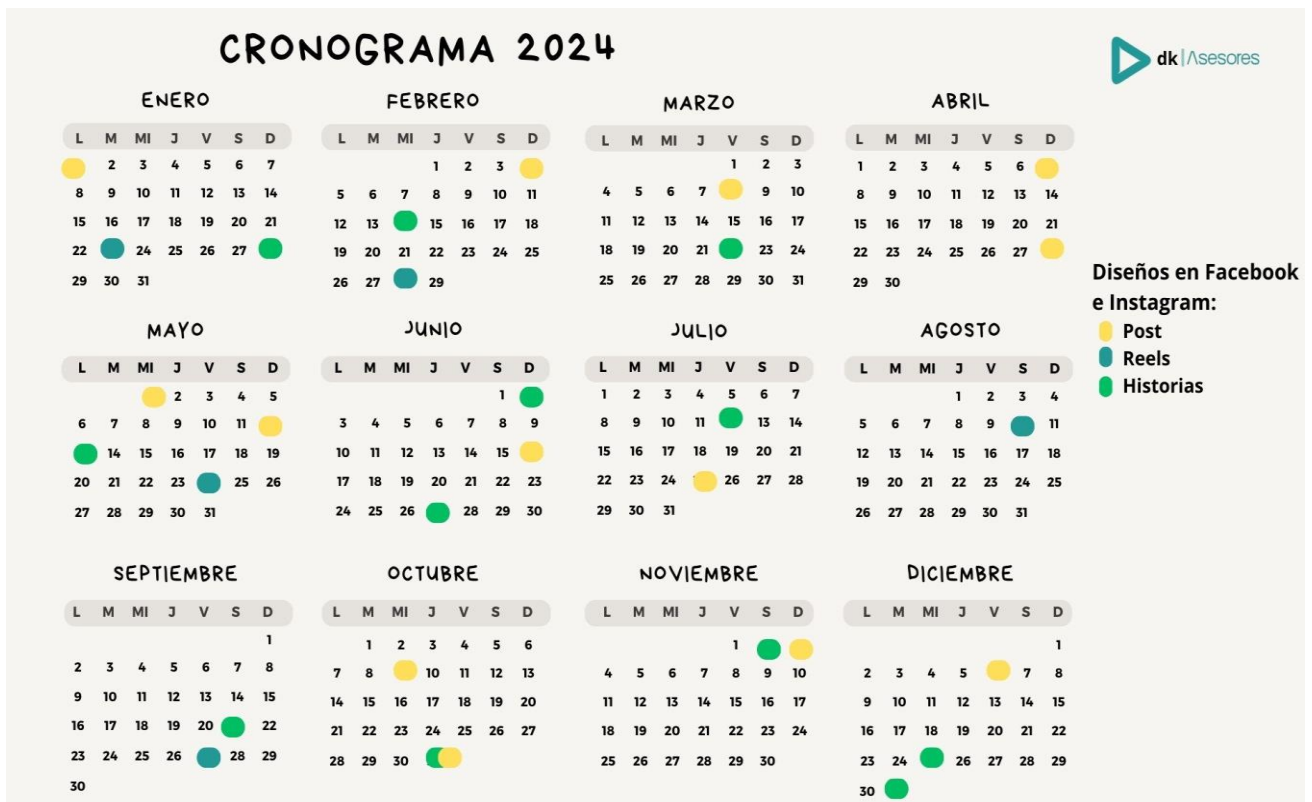 CRONOGRAMA 2024
dk|Asesores
ENERO
L M MI J V S D
2 3 4 5 6 7
8 9 10 11 12 13 14
15 16 17 18 19 20 21
22 24 25 26 27
29 30 31
FEBRERO
L M MI J V S D
1 2 3
5 6 7 8 9 10 11
12 13 15 16 17 18
19 20 21 22 23 24 25
26 27 29
MARZO
L M MI J V S D
1 2 3
4 5 6 7 9 10
11 12 13 14 15 16 17
18 19 20 21 23 24
25 26 27 28 29 30 31
ABRIL
L M MI J V S D
1 2 3 4 5 6
8 9 10 11 12 13 14
15 16 17 18 19 20 21
22 23 24 25 26 27
29 30
MAYO
L M MI J V S D
2 3 4 5
6 7 8 9 10 11
14 15 16 17 18 19
20 21 22 23 25 26
27 28 29 30 31
JUNIO
L M MI J V S D
1
3 4 5 6 7 8 9
10 11 12 13 14 15
17 18 19 20 21 22 23
24 25 26 28 29 30
JULIO
L M MI J V S D
1 2 3 4 5 6 7
8 9 10 11 13 14
15 16 17 18 19 20 21
22 23 24 26 27 28
29 30 31
AGOSTO
L M MI J V S D
1 2 3 4
5 6 7 8 9 11
12 13 14 15 16 17 18
19 20 21 22 23 24 25
26 27 28 29 30 31
Diseños en Facebook
e Instagram:
Post
Reels
Historias
SEPTIEMBRE
L M MI J V S D
1
2 3 4 5 6 7 8
9 10 11 12 13 14 15
16 17 18 19 20 22
23 24 25 26 28 29
30
OCTUBRE
L M MI J V S D
1 2 3 4 5 6
7 8 10 11 12 13
14 15 16 17 18 19 20
21 22 23 24 25 26 27
28 29 30
NOVIEMBRE
L M MI J V S D
1
4 5 6 7 8 9 10
11 12 13 14 15 16 17
18 19 20 21 22 23 24
25 26 27 28 29 30
DICIEMBRE
L M MI J V S D
1
2 3 4 5 7 8
9 10 11 12 13 14 15
16 17 18 19 20 21 22
23 24 26 27 28 29
30